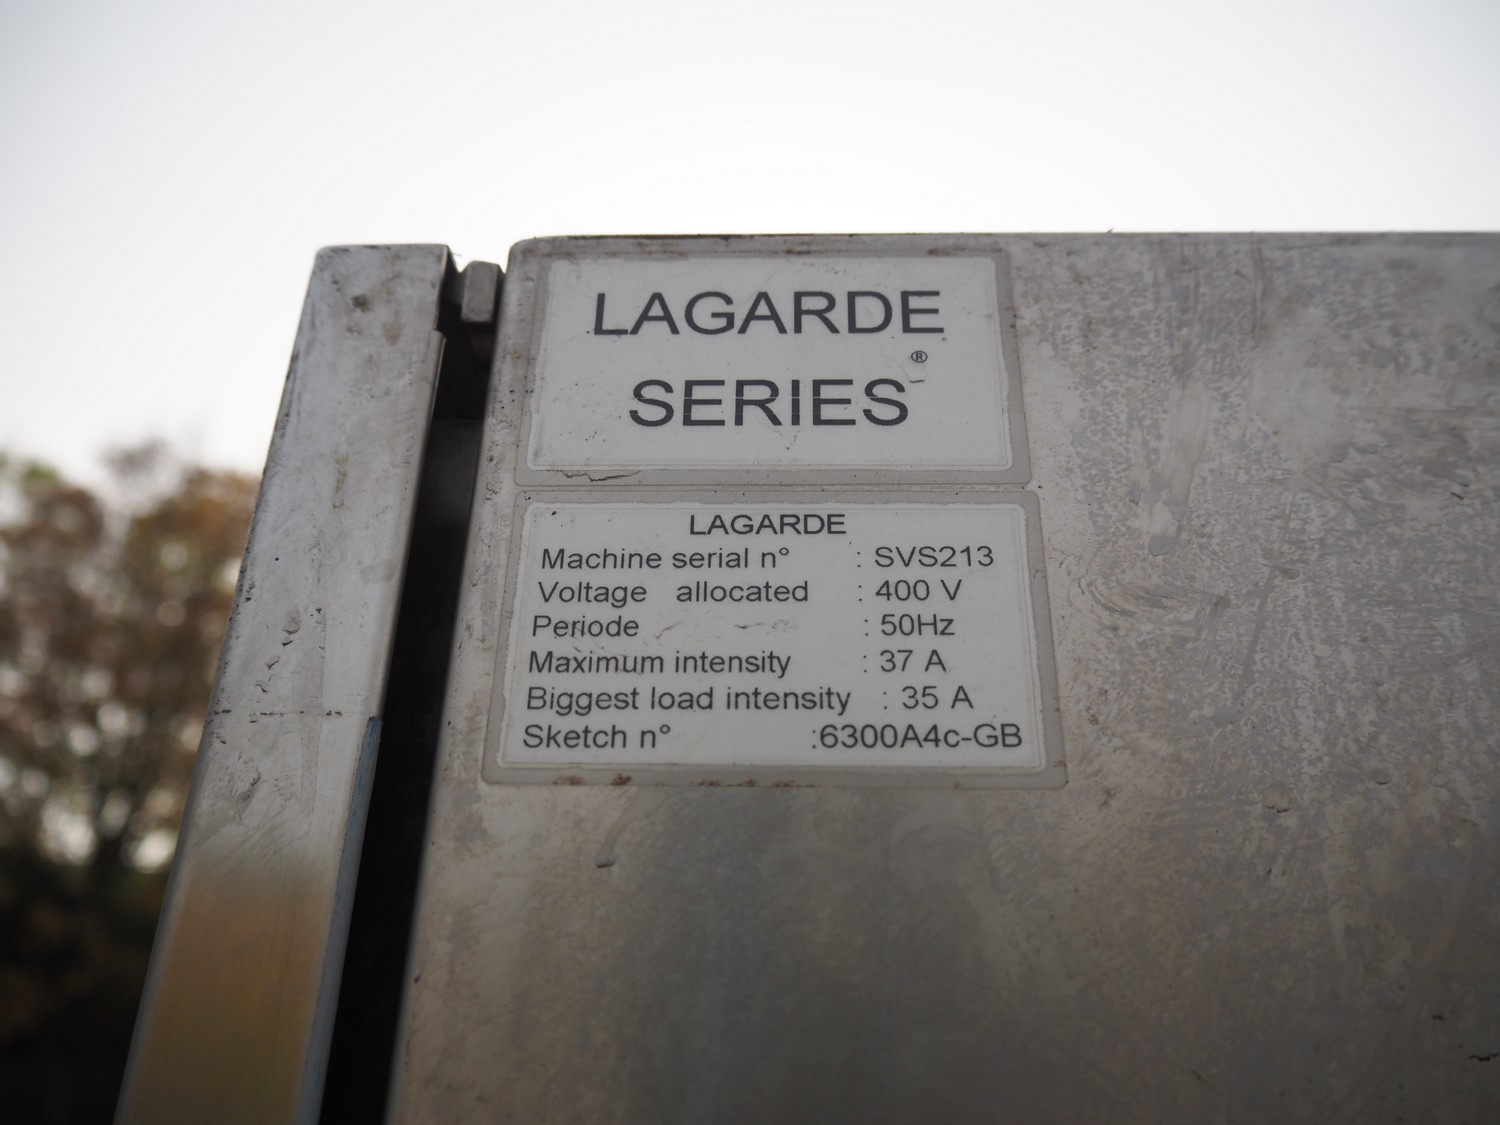 LAGARDE
SERIES®
LAGARDE
Machine serial n° : SVS213
Voltage allocated : 400 V
Periode : 50Hz
Maximum intensity : 37 A
Biggest load intensity : 35 A
Sketch n° :6300A4c-GB